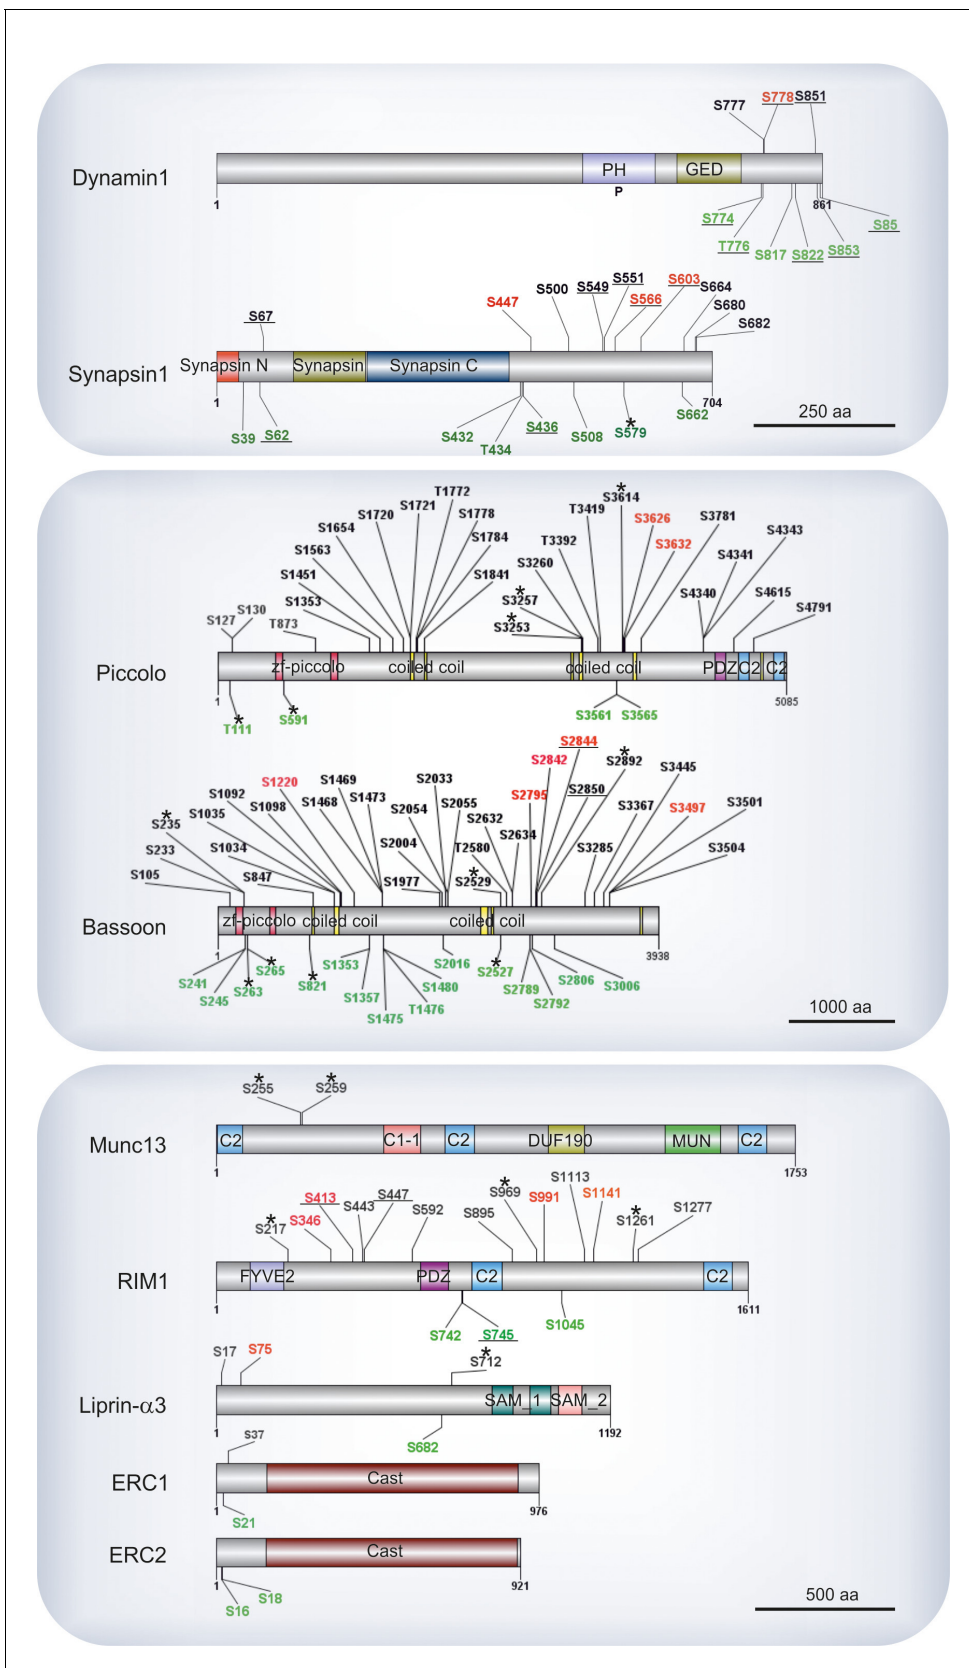 S777 S778 S851
Dynamin1
PH GED
P
1 861
S774 S85
T776 S817 S822 S853
S447 S500 S549 S551 S566 S603 S664
S680
S67 S682
Synapsin1
Synapsin N Synapsin Synapsin C
1 704
S39 S62 S432 T434 S436 S508 *S579 S662
250 aa
T1772 *S3614
S1720 S1721 T3419
S1654 S1778 S3626 S3781
S1563 S1784 T3392 S3632 S4343
S1451 S1841 S3260 S4341
S1353 *S3257 S4340 S4615
S127 S130 T873 *S3253 S4791
Piccolo
zf-piccolo coiled coil coiled coil PDZ C2 C2
1 5085
*T111 *S591 S3561 S3565
S2844
S2842 *S2892
S1220 S1469 S2033 S2795 S2850 S3445
S1092 S1098 S1468 S1473 S2054 S2055 S2632 S3367 S3497 S3501
*S235 S1035
S233 S1034 S2004 T2580 S2634 S3285 S3504
S105 S847 S1977 *S2529
Bassoon
zf-piccolo coiled coil coiled coil
1 3938
S241 S245 *S263 *S265 *S821 S1353 S1357 S1475 T1476 S1480 S2016 *S2527 S2789 S2792 S2806 S3006
1000 aa
*S255 *S259
Munc13
C2 C1-1 C2 DUF190 MUN C2
1 1753
*S217 S346 S413 S443 S447 S592 S895 *S969 S991 S1113 S1141 *S1261 S1277
RIM1
FYVE2 PDZ C2 C2
1 1611
S742 S745 S1045
S17 S75 *S712
Liprin-α3
SAM_1 SAM_2
1 1192
S682
S37
ERC1
Cast
1 976
S21
ERC2
Cast
1 921
S16 S18
500 aa